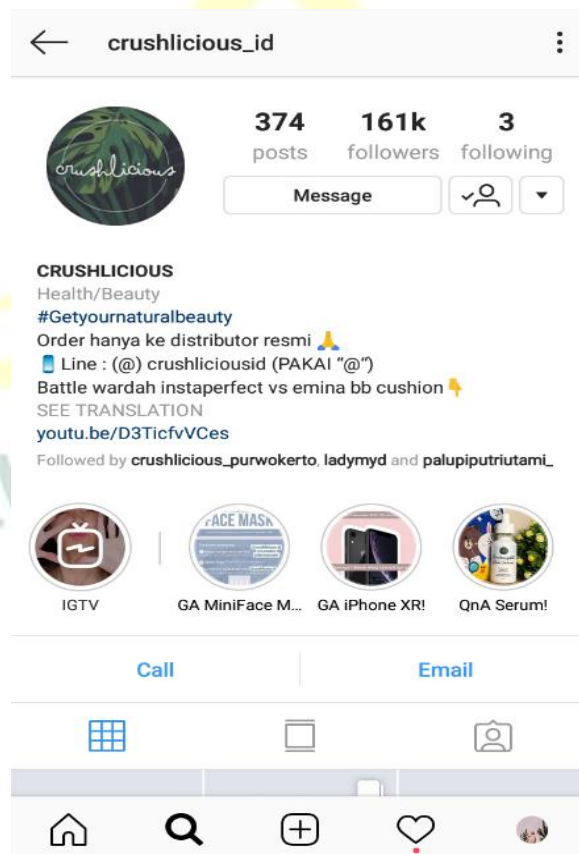 crushlicious_id
crushlicious
374 161k 3
posts followers following
Message
CRUSHLICIOUS
Health/Beauty
#Getyournaturalbeauty
Order hanya ke distributor resmi 🙏
Line : (@) crushliciousid (PAKAI “@”)
Battle wardah instaperfect vs emina bb cushion 👇
SEE TRANSLATION
youtu.be/D3TicfvVCes
Followed by crushlicious_purwokerto, ladymyd and palupiputriutami_
FACE MASK
IGTV GA MiniFace M... GA iPhone XR! QnA Serum!
Call Email